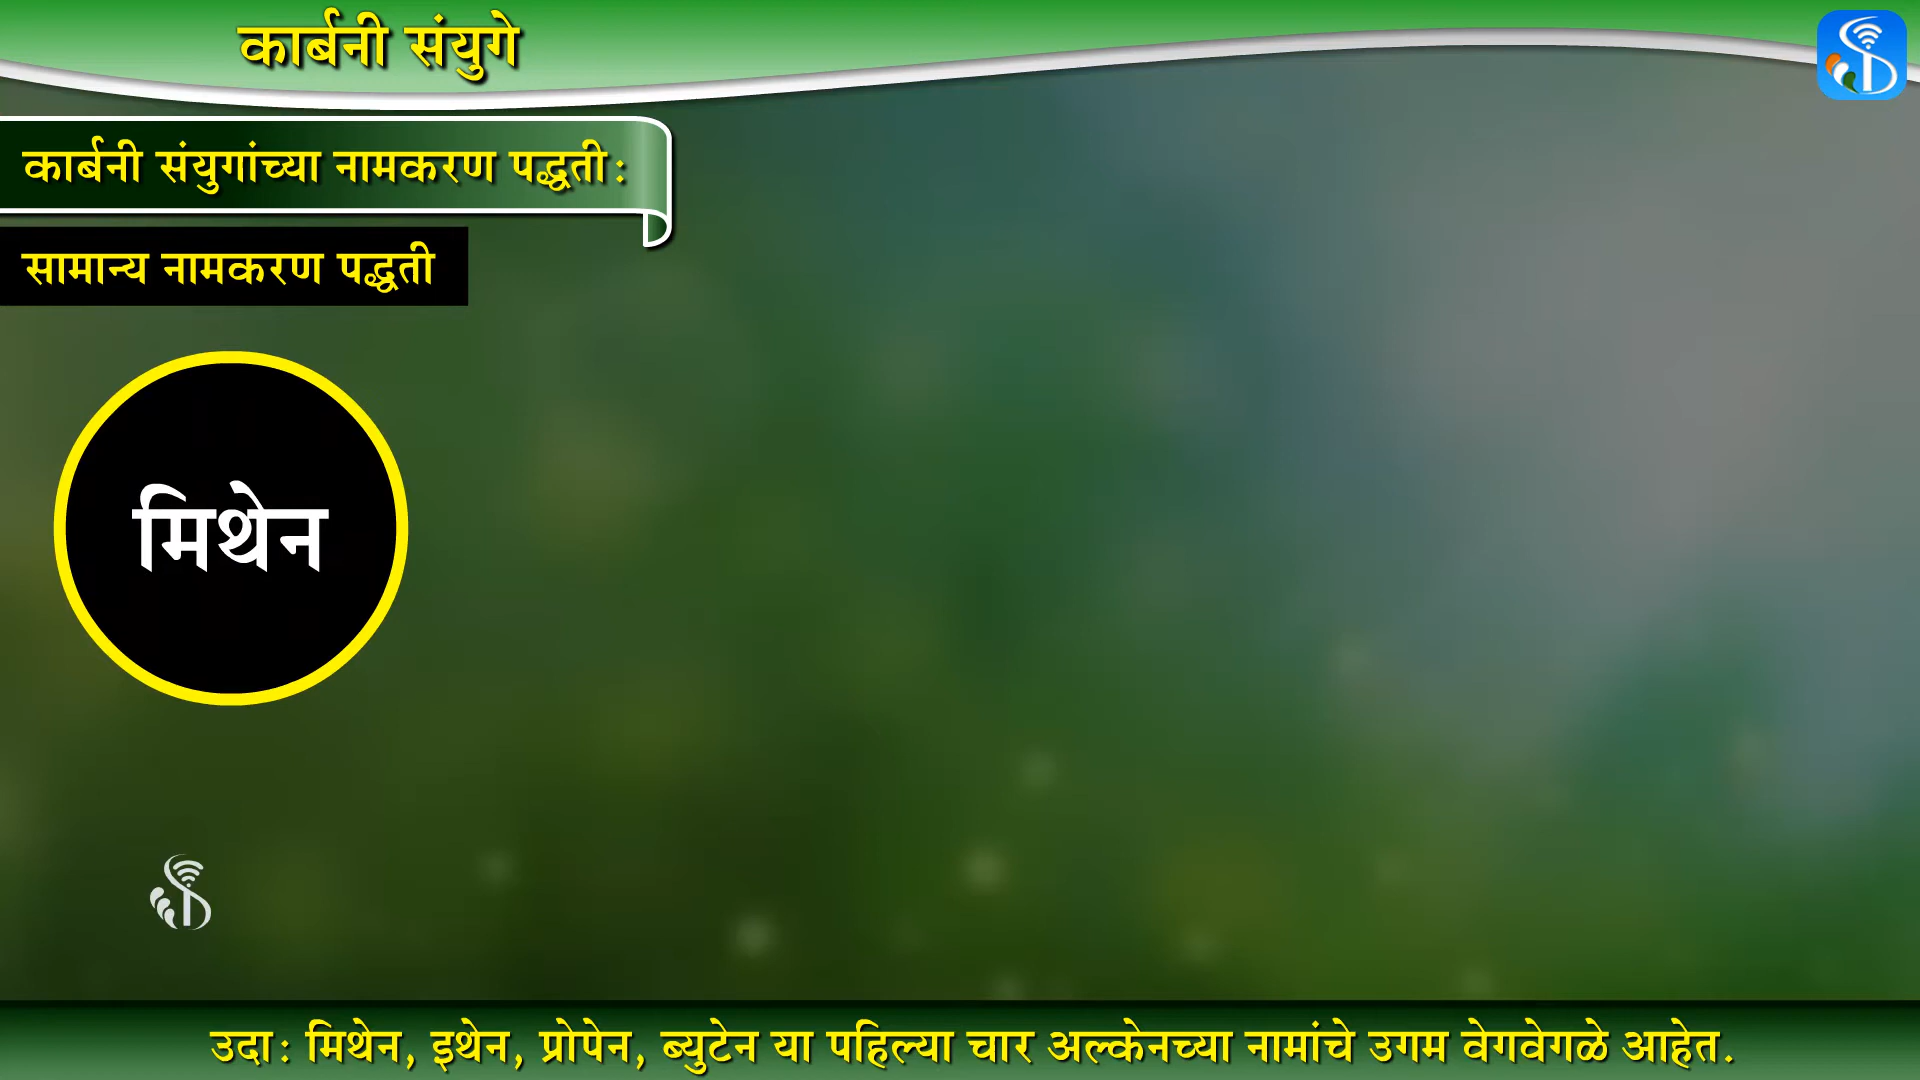 कार्बनी संयुगे
कार्बनी संयुगांच्या नामकरण पद्धती:
सामान्य नामकरण पद्धती
मिथेन
उदा: मिथेन, इथेन, प्रोपेन, ब्युटेन या पहिल्या चार अल्केनच्या नामांचे उगम वेगवेगळे आहेत.